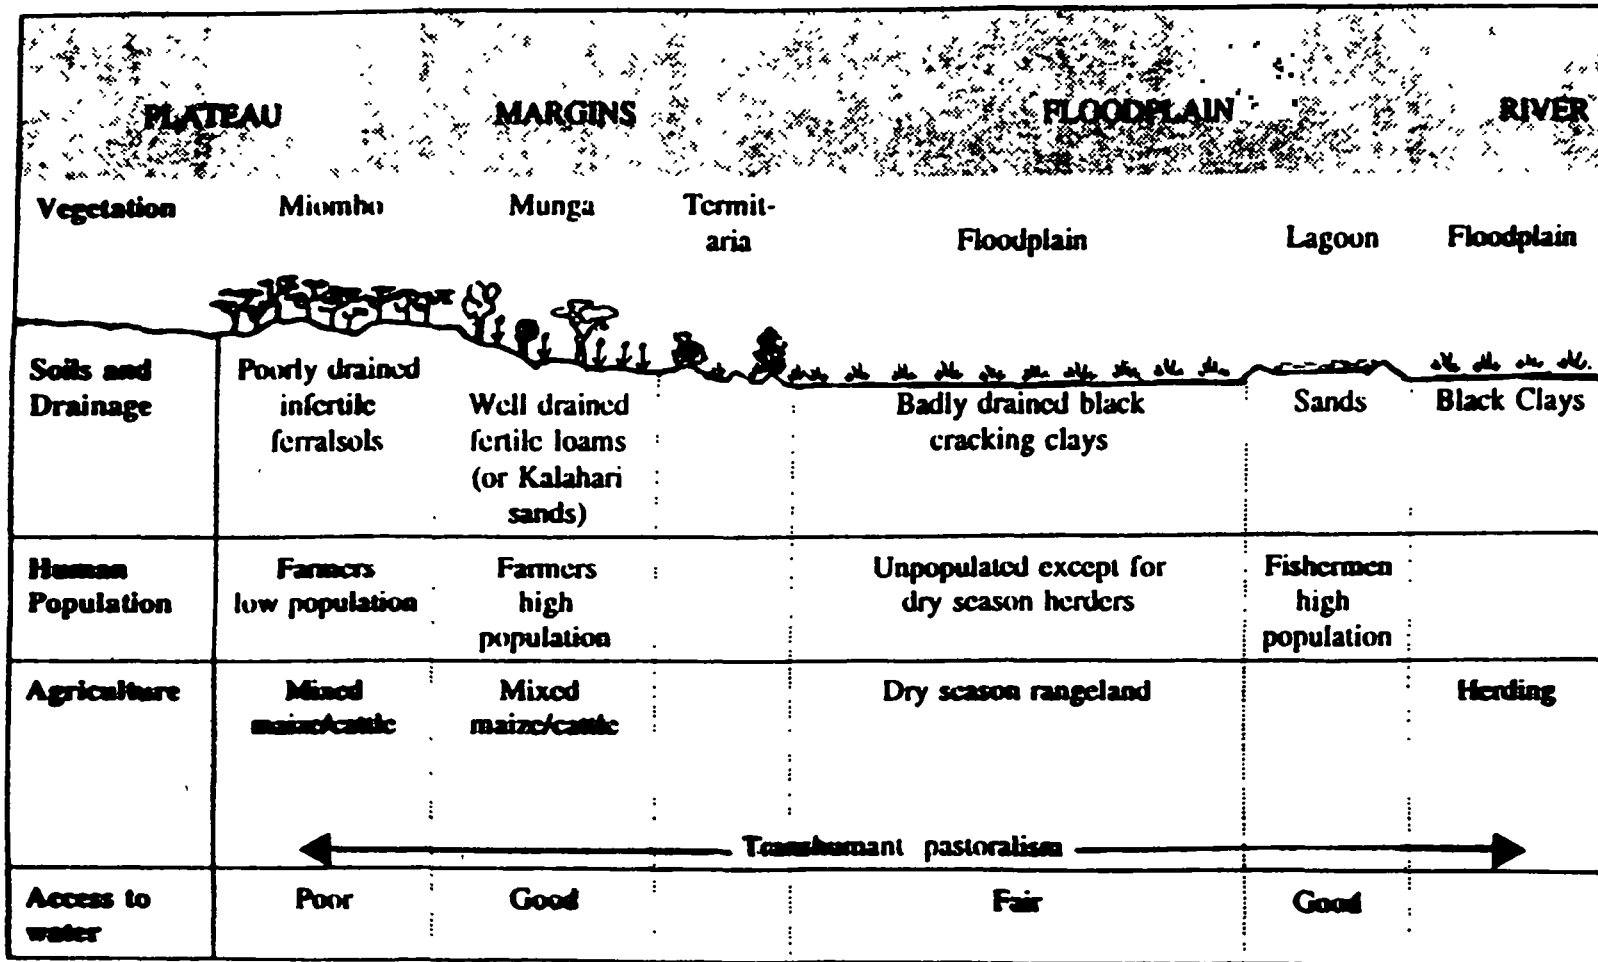 PLATEAU MARGINS FLOODPLAIN RIVER
Vegetation Miombo Munga Termit-
aria Floodplain Lagoon Floodplain
Soils and Poorly drained Badly drained black Sands Black Clays
Drainage infertile Well drained cracking clays
ferralsols fertile loams
(or Kalahari
sands)
Human Farmers Farmers Unpopulated except for Fishermen
Population low population high dry season herders high
population population
Agriculture Mixed Mixed Dry season rangeland Herding
maize/cattle maize/cattle
Transhumant pastoralism
Access to Poor Good Fair Good
water